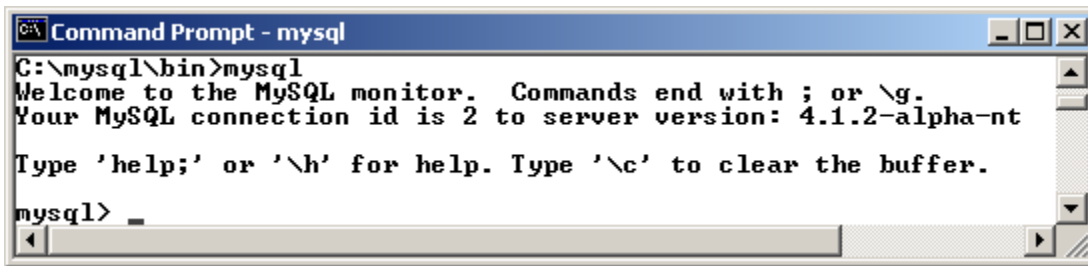 Command Prompt - mysql
C:\mysql\bin>mysql
Welcome to the MySQL monitor.  Commands end with ; or \g.
Your MySQL connection id is 2 to server version: 4.1.2-alpha-nt
Type 'help;' or '\h' for help. Type '\c' to clear the buffer.
mysql> _